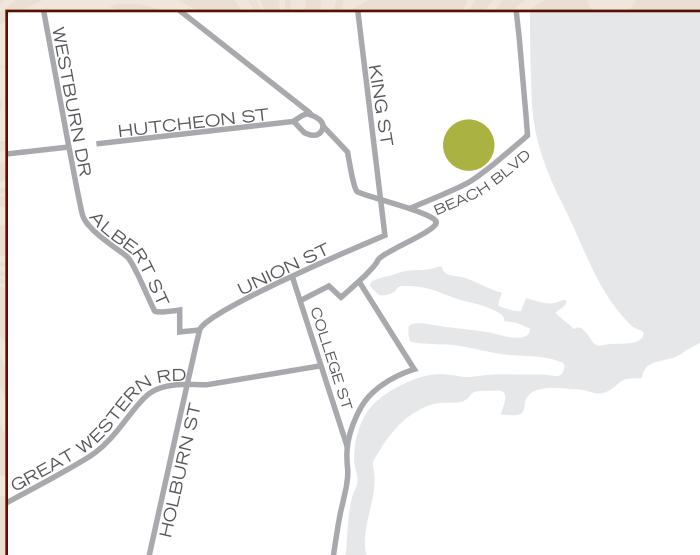 WESTBURN DR
HUTCHEON ST
KING ST
BEACH BLVD
ALBERT ST
UNION ST
COLLEGE ST
GREAT WESTERN RD
HOLBURN ST